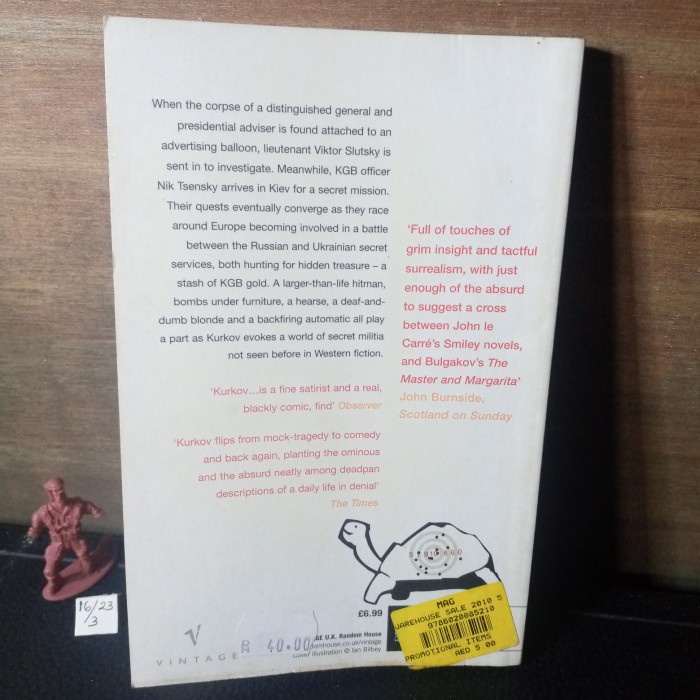 When the corpse of a distinguished general and
presidential adviser is found attached to an
advertising balloon, lieutenant Viktor Slutsky is
sent in to investigate. Meanwhile, KGB officer
Nik Tsensky arrives in Kiev for a secret mission.
Their quests eventually converge as they race
around Europe becoming involved in a battle
between the Russian and Ukrainian secret
services, both hunting for hidden treasure – a
stash of KGB gold. A larger-than-life hitman,
bombs under furniture, a hearse, a deaf-and-
dumb blonde and a backfiring automatic all play
a part as Kurkov evokes a world of secret militia
not seen before in Western fiction.
'Kurkov...is a fine satirist and a real,
blackly comic, find' Observer
'Kurkov flips from mock-tragedy to comedy
and back again, planting the ominous
and the absurd neatly among deadpan
descriptions of a daily life in denial'
The Times
'Full of touches of
grim insight and tactful
surrealism, with just
enough of the absurd
to suggest a cross
between John le
Carré's Smiley novels,
and Bulgakov's The
Master and Margarita'
John Burnside,
Scotland on Sunday
16/23
3
V
VINTAGE
40.00
£6.99
U.K. Random House
Cover illustration © Ian Bilbey
MAG
WAREHOUSE SALE 2010 5
9786020085210
PROMOTIONAL ITEMS
AED 5.00